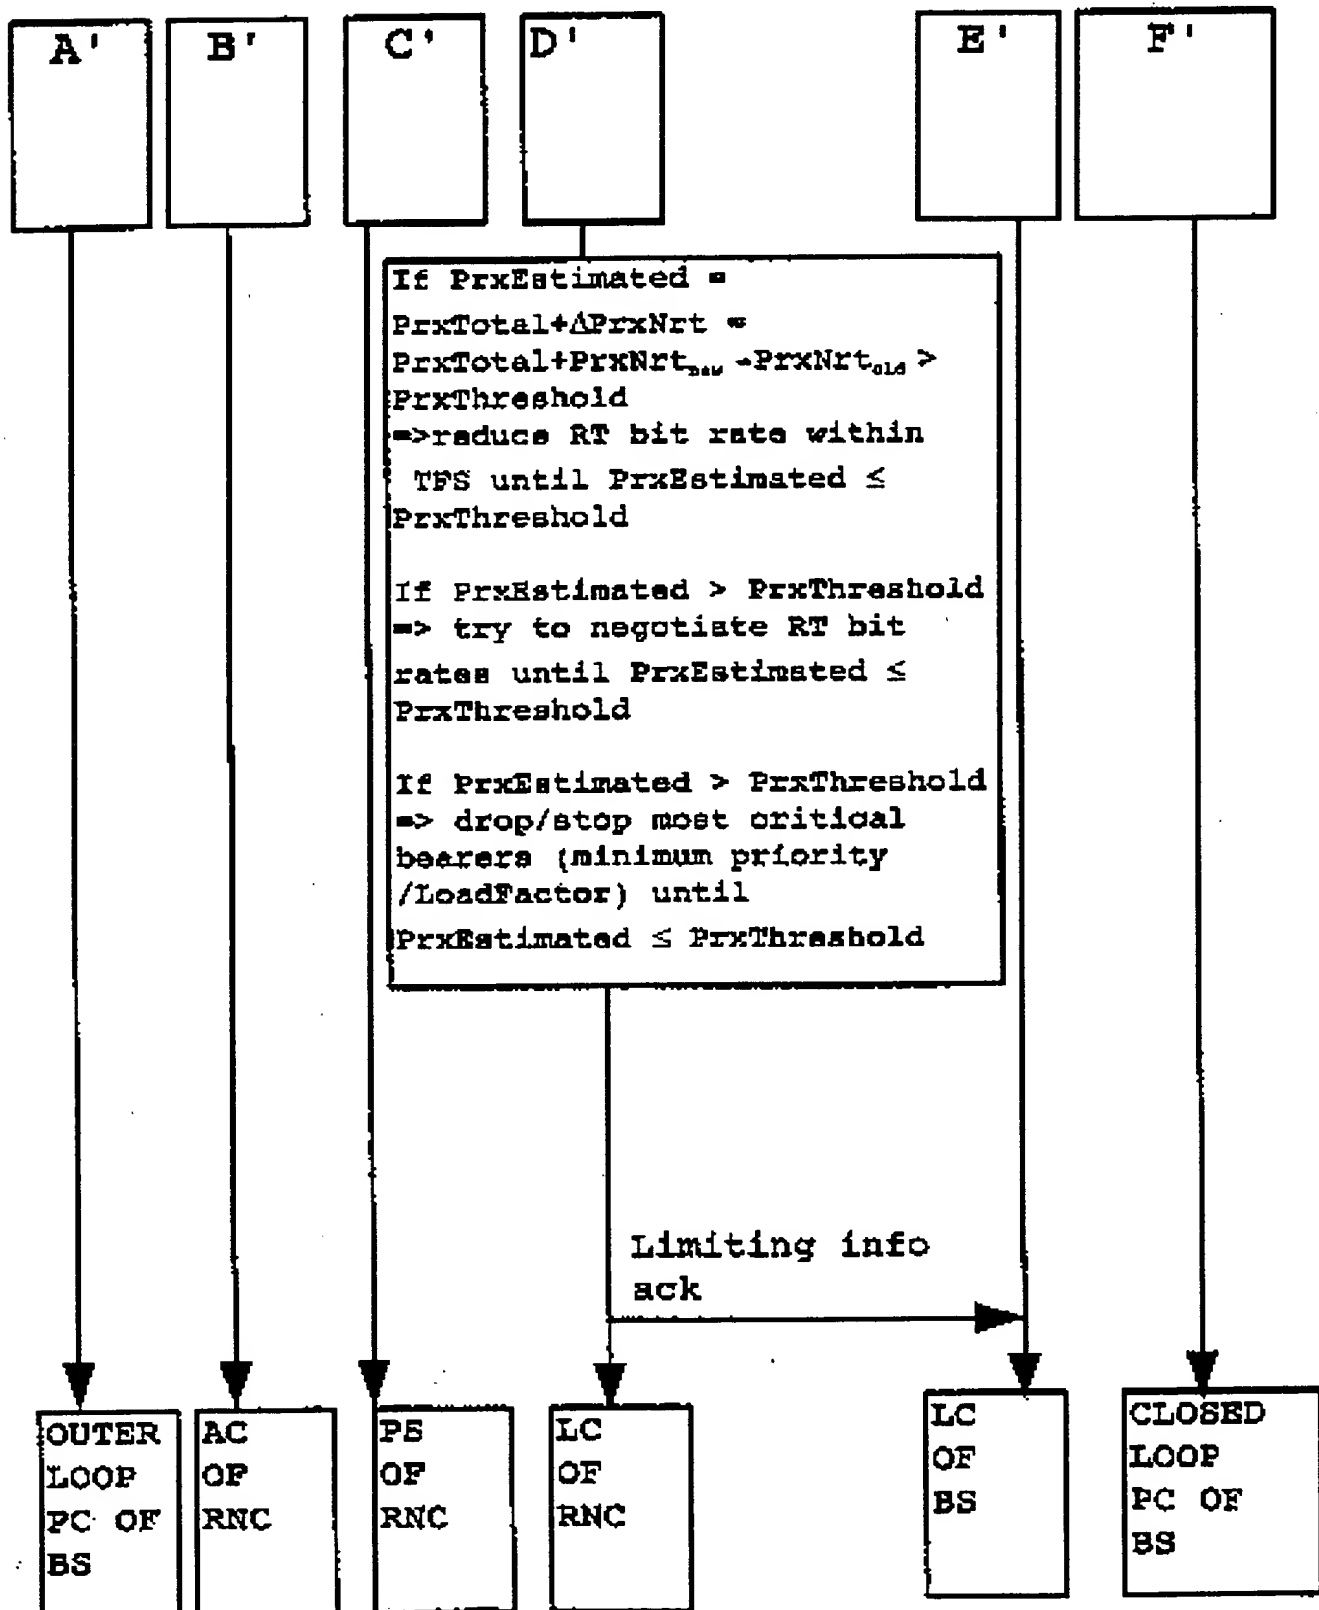 A'
B'
C'
D'
E'
F'
If PrxEstimated =
PrxTotal+ΔPrxNrt =
PrxTotal+PrxNrt_new -PrxNrt_old >
PrxThreshold
=>reduce RT bit rate within
TFS until PrxEstimated ≤
PrxThreshold
If PrxEstimated > PrxThreshold
=> try to negotiate RT bit
rates until PrxEstimated ≤
PrxThreshold
If PrxEstimated > PrxThreshold
=> drop/stop most critical
bearers (minimum priority
/LoadFactor) until
PrxEstimated ≤ PrxThreshold
Limiting info
ack
OUTER
LOOP
PC OF
BS
AC
OF
RNC
PS
OF
RNC
LC
OF
RNC
LC
OF
BS
CLOSED
LOOP
PC OF
BS